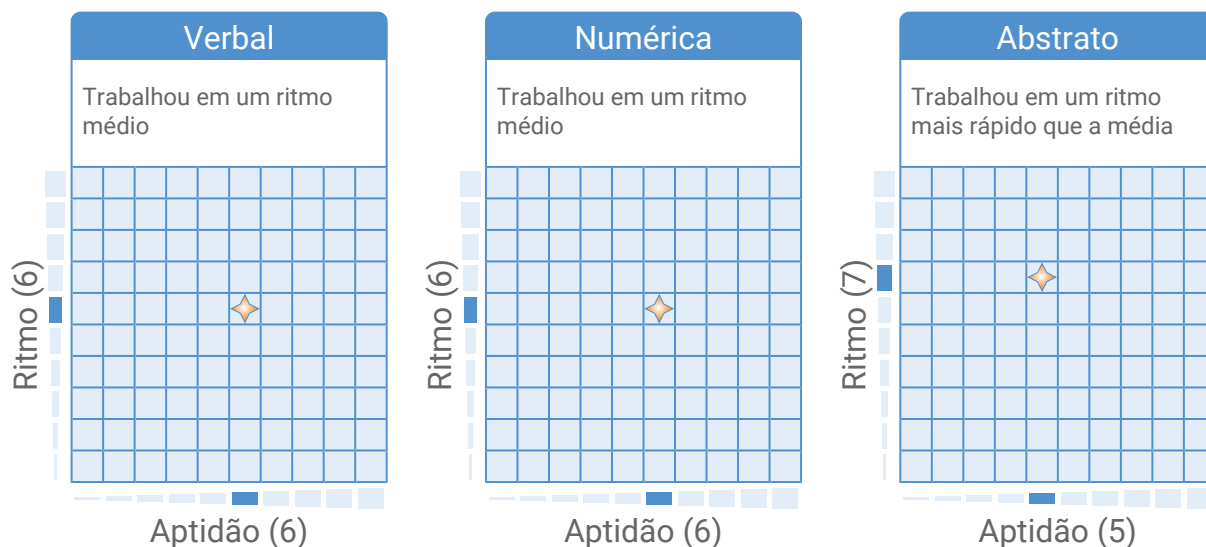 Verbal
Trabalhou em um ritmo
médio
Ritmo (6)
Aptidão (6)
Numérica
Trabalhou em um ritmo
médio
Ritmo (6)
Aptidão (6)
Abstrato
Trabalhou em um ritmo
mais rápido que a média
Ritmo (7)
Aptidão (5)